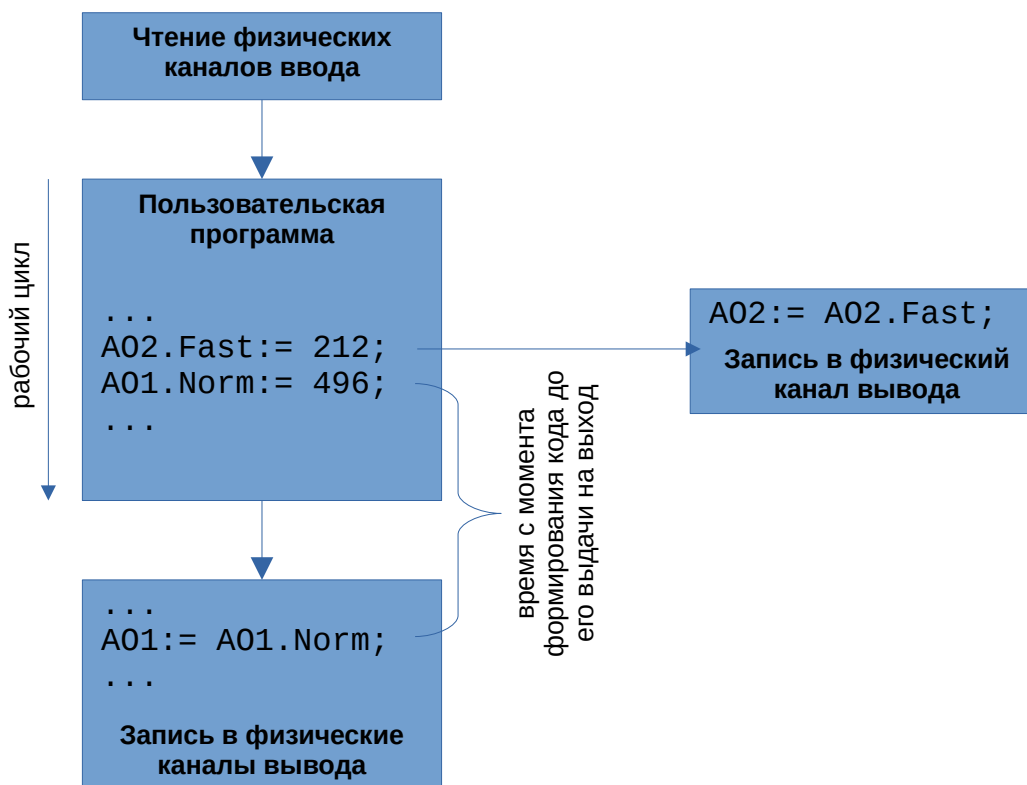 Чтение физических
каналов ввода
рабочий цикл
Пользовательская
программа
...
AO2.Fast:= 212;
AO1.Norm:= 496;
...
AO2:= AO2.Fast;
Запись в физический
канал вывода
время с момента
формирования кода до
его выдачи на выход
...
AO1:= AO1.Norm;
...
Запись в физические
каналы вывода